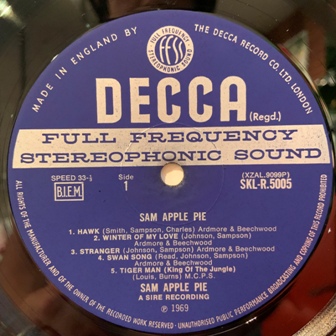 MADE IN ENGLAND BY THE DECCA RECORD CO. LTD. LONDON
FULL FREQUENCY
FFSS
STEREOPHONIC SOUND
DECCA (Regd.)
FULL FREQUENCY
STEREOPHONIC SOUND
SPEED 33-⅓ Side (XZAL.9099P)
B.I.E.M. 1 SKL-R.5005
SAM APPLE PIE
1. HAWK (Smith, Sampson, Charles) Ardmore & Beechwood
2. WINTER OF MY LOVE (Johnson, Sampson)
Ardmore & Beechwood
3. STRANGER (Johnson, Sampson) Ardmore & Beechwood
4. SWAN SONG (Read, Johnson, Sampson)
Ardmore & Beechwood
5. TIGER MAN (King Of The Jungle)
(Louis, Burns) M.C.P.S.
SAM APPLE PIE
A SIRE RECORDING
℗ 1969
ALL RIGHTS OF THE MANUFACTURER AND OF THE OWNER OF THE RECORDED WORK RESERVED · UNAUTHORISED PUBLIC PERFORMANCE BROADCASTING AND COPYING OF THIS RECORD PROHIBITED